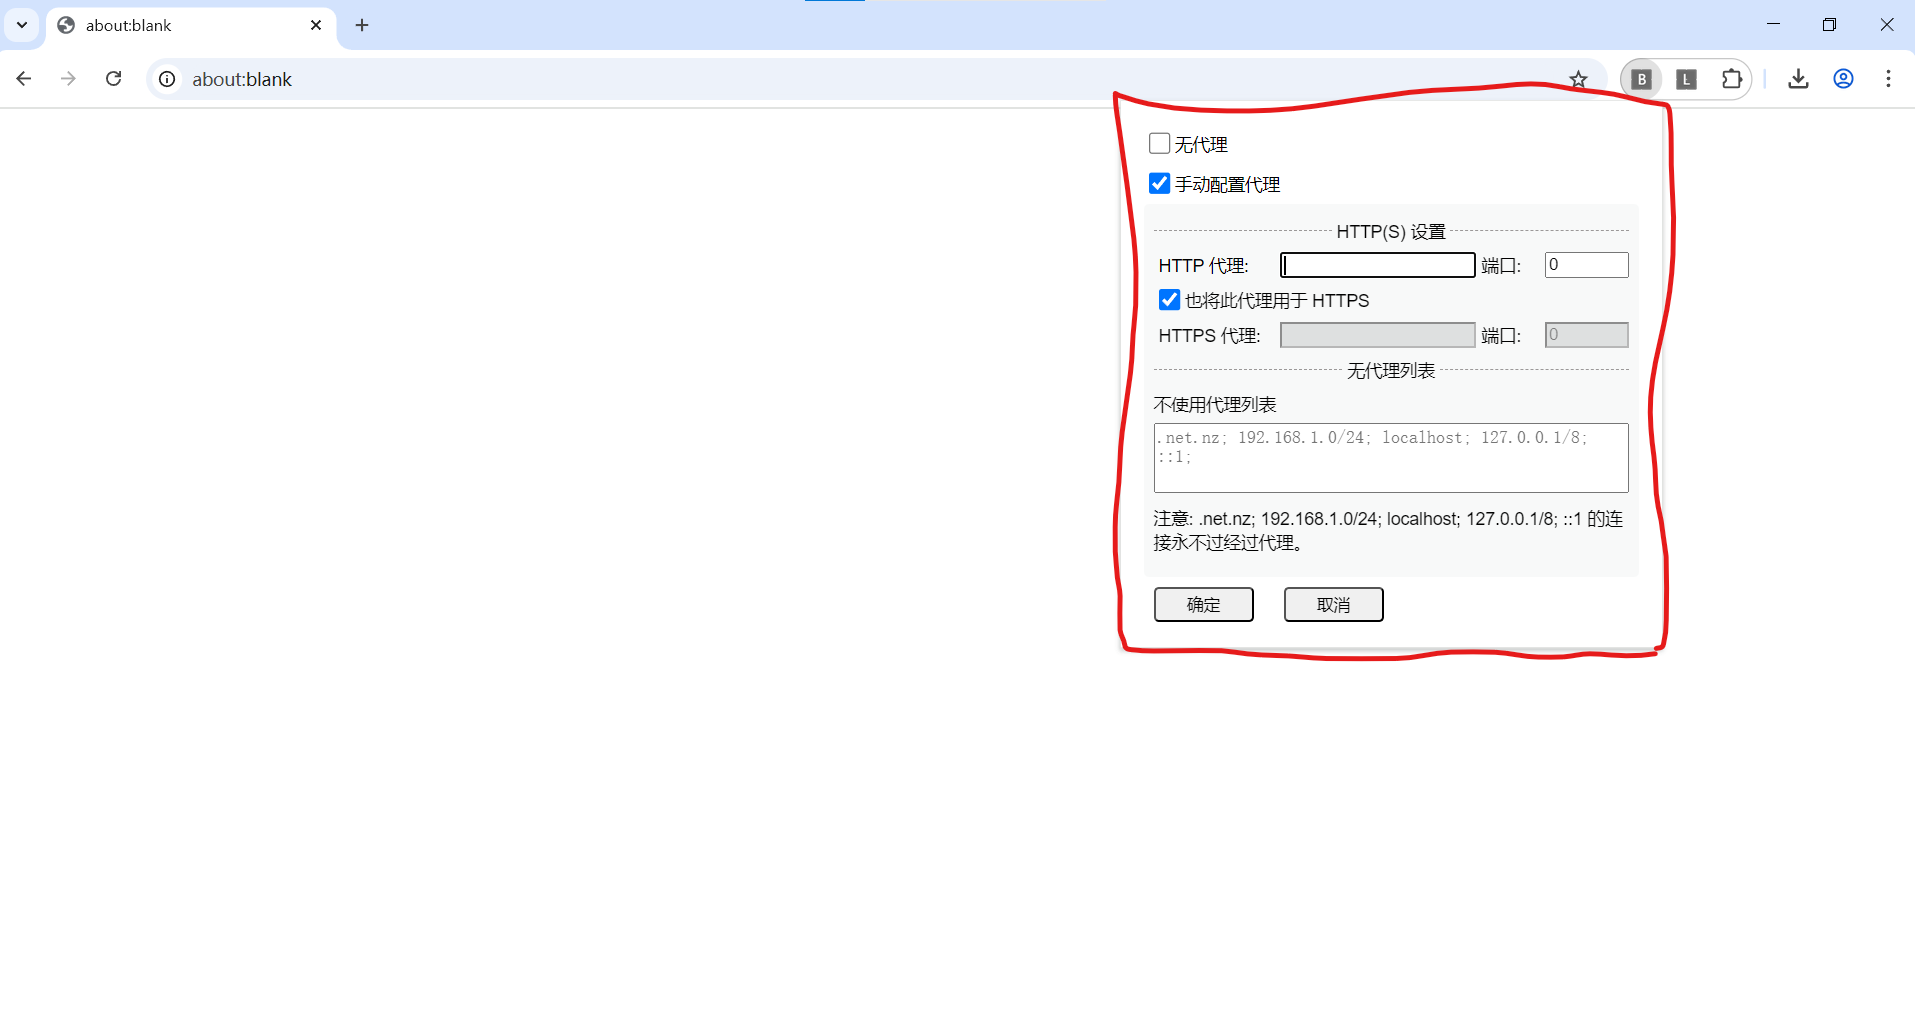 about:blank
about:blank
B
L
无代理
手动配置代理
HTTP(S) 设置
HTTP 代理: 端口: 0
也将此代理用于 HTTPS
HTTPS 代理: 端口: 0
无代理列表
不使用代理列表
.net.nz; 192.168.1.0/24; localhost; 127.0.0.1/8;
::1;
注意: .net.nz; 192.168.1.0/24; localhost; 127.0.0.1/8; ::1 的连
接永不过经过代理。
确定 取消